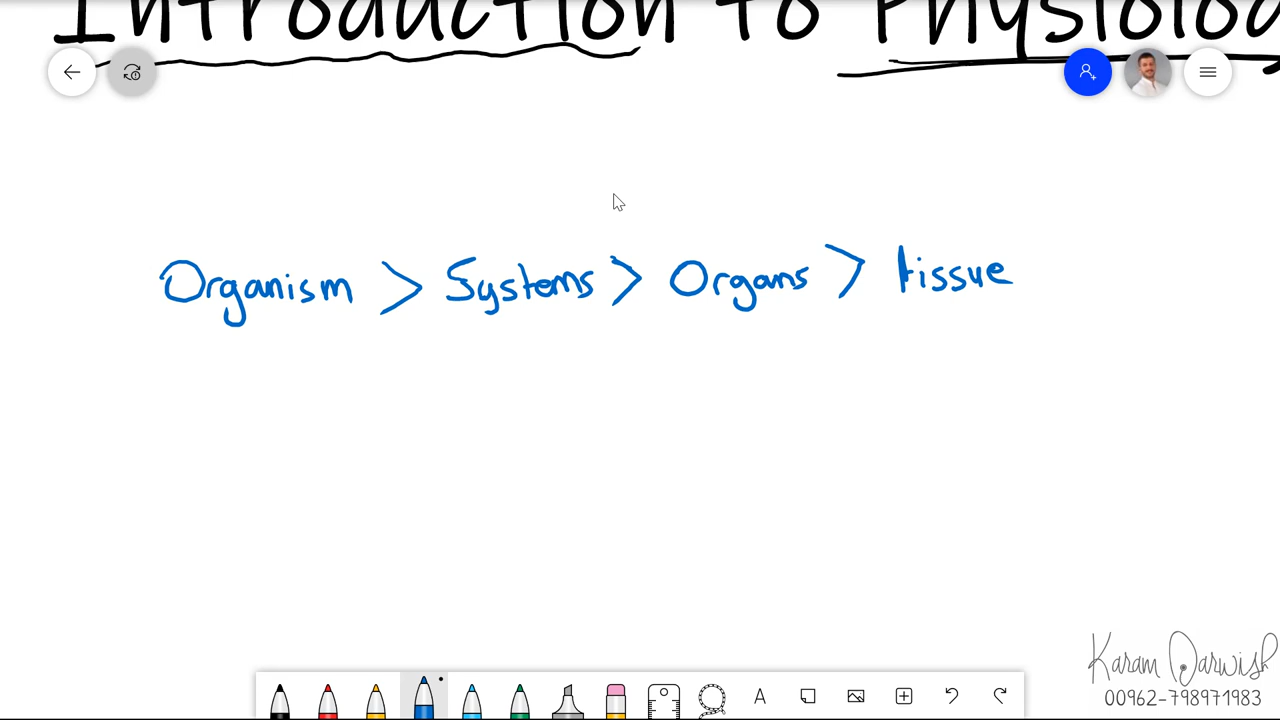 Introduction to Physiolog
Organism > Systems > Organs > tissue
A
Karam Darwish
00962-798971983